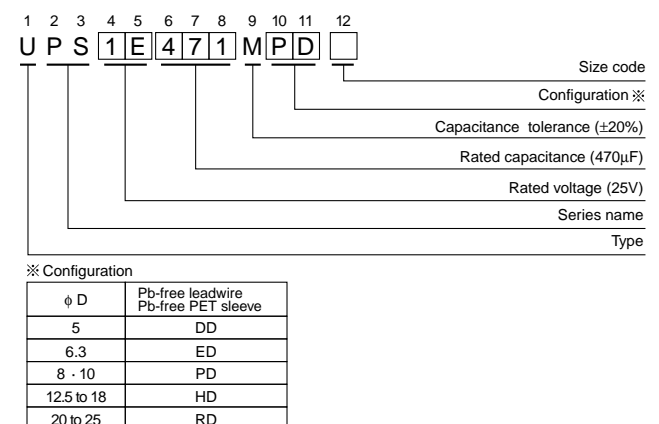 1 2 3 4 5 6 7 8 9 10 11 12
U P S 1 E 4 7 1 M P D
Size code
Configuration ※
Capacitance tolerance (±20%)
Rated capacitance (470μF)
Rated voltage (25V)
Series name
Type
※ Configuration
ϕ D Pb-free leadwire
Pb-free PET sleeve
5 DD
6.3 ED
8 · 10 PD
12.5 to 18 HD
20 to 25 RD